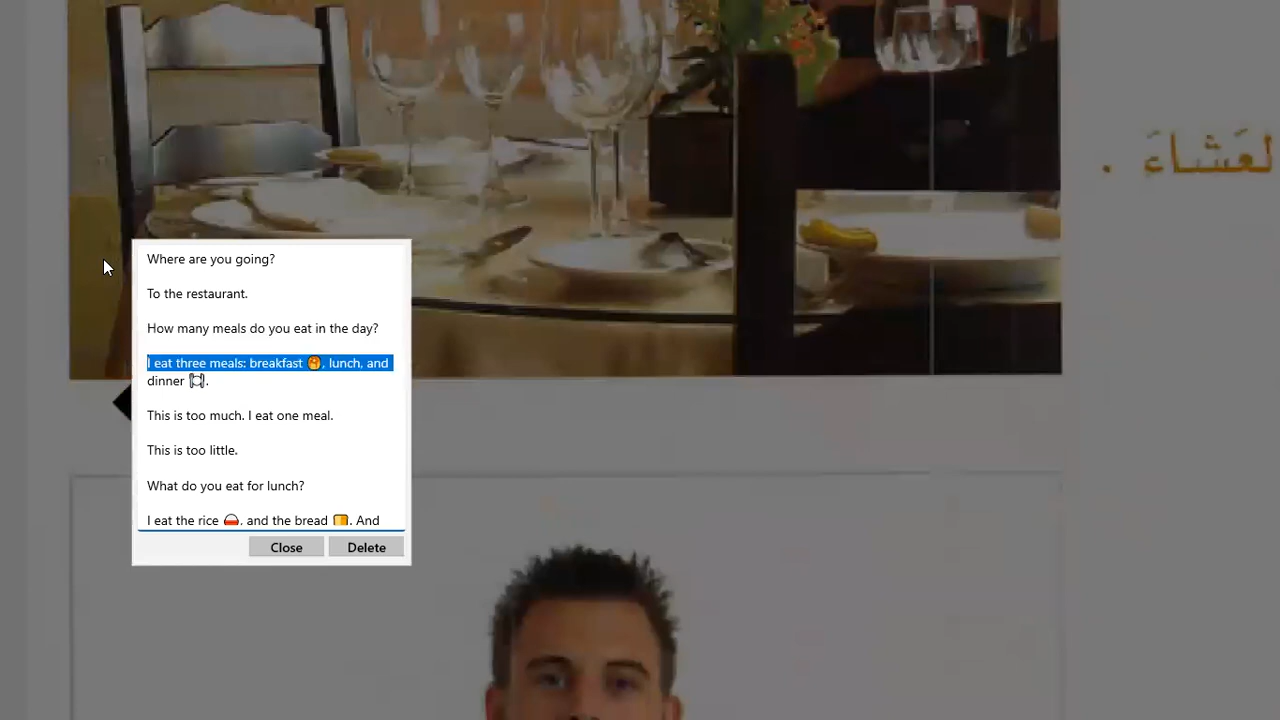 لعَشاءَ .
Where are you going?
To the restaurant.
How many meals do you eat in the day?
I eat three meals: breakfast 🥞, lunch, and
dinner 🍽.
This is too much. I eat one meal.
This is too little.
What do you eat for lunch?
I eat the rice 🍚, and the bread 🍞. And
Close Delete